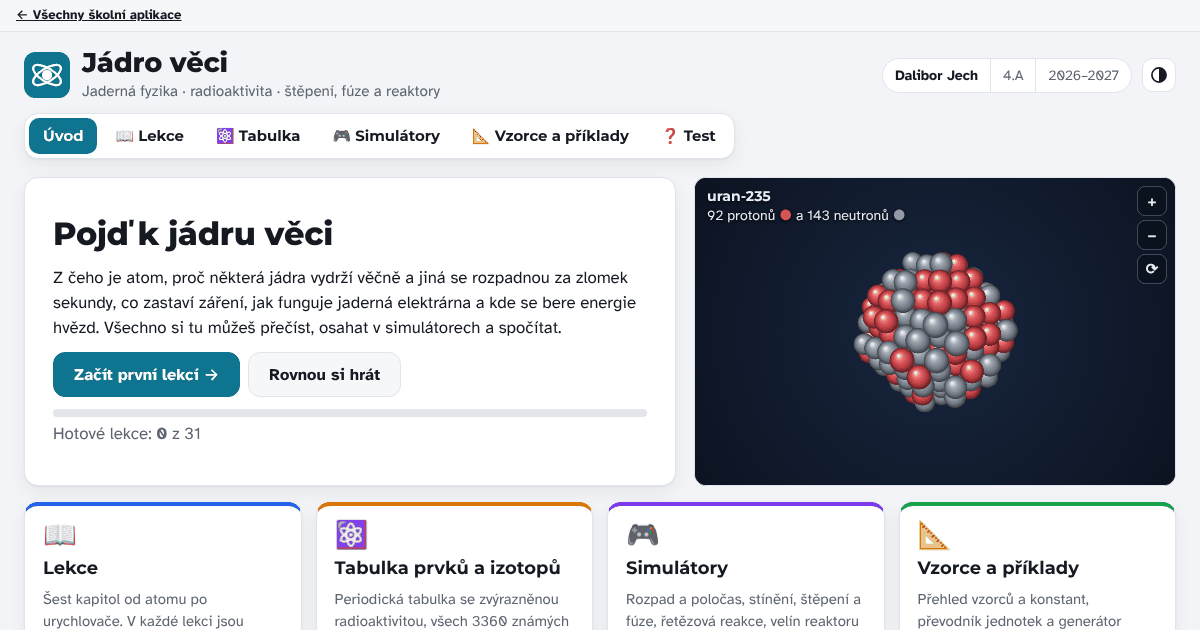 ← Všechny školní aplikace
Jádro věci
Jaderná fyzika · radioaktivita · štěpení, fúze a reaktory
Dalibor Jech 4.A 2026–2027
Úvod Lekce Tabulka Simulátory Vzorce a příklady Test
Pojď k jádru věci
Z čeho je atom, proč některá jádra vydrží věčně a jiná se rozpadnou za zlomek
sekundy, co zastaví záření, jak funguje jaderná elektrárna a kde se bere energie
hvězd. Všechno si tu můžeš přečíst, osahat v simulátorech a spočítat.
Začít první lekcí →
Rovnou si hrát
Hotové lekce: 0 z 31
uran-235
92 protonů a 143 neutronů
+
−
⟳
Lekce
Šest kapitol od atomu po
urychlovače. V každé lekci jsou
Tabulka prvků a izotopů
Periodická tabulka se zvýrazněnou
radioaktivitou, všech 3360 známých
Simulátory
Rozpad a poločas, stínění, štěpení a
fúze, řetězová reakce, velín reaktoru
Vzorce a příklady
Přehled vzorců a konstant,
převodník jednotek a generátor